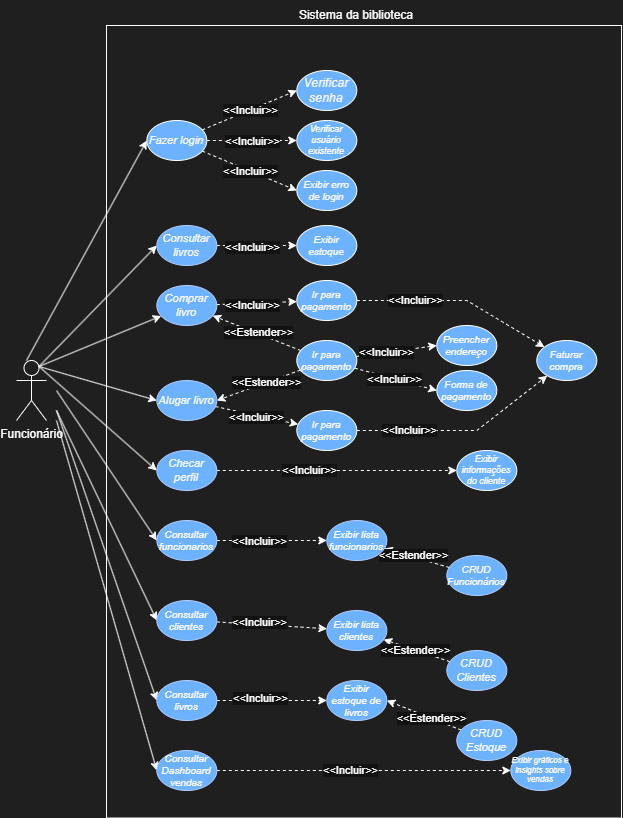 Sistema da biblioteca
Verificar
senha
<<Incluir>>
Fazer login
<<Incluir>>
Verificar
usuário
existente
<<Incluir>>
Exibir erro
de login
Consultar
livros
<<Incluir>>
Exibir
estoque
Comprar
livro
<<Incluir>>
Ir para
pagamento
<<Incluir>>
<<Estender>>
Ir para
pagamento
<<Incluir>>
Preencher
endereço
Faturar
compra
<<Estender>>
<<Incluir>>
Forma de
pagamento
Alugar livro
<<Incluir>>
Ir para
pagamento
<<Incluir>>
Funcionário
Checar
perfil
<<Incluir>>
Exibir
informações
do cliente
Consultar
funcionarios
<<Incluir>>
Exibir lista
funcionarios
<<Estender>>
CRUD
Funcionários
Consultar
clientes
<<Incluir>>
Exibir lista
clientes
<<Estender>>
CRUD
Clientes
Consultar
livros
<<Incluir>>
Exibir
estoque de
livros
<<Estender>>
CRUD
Estoque
Consultar
Dashboard
vendas
<<Incluir>>
Exibir gráficos e
Insights sobre
vendas